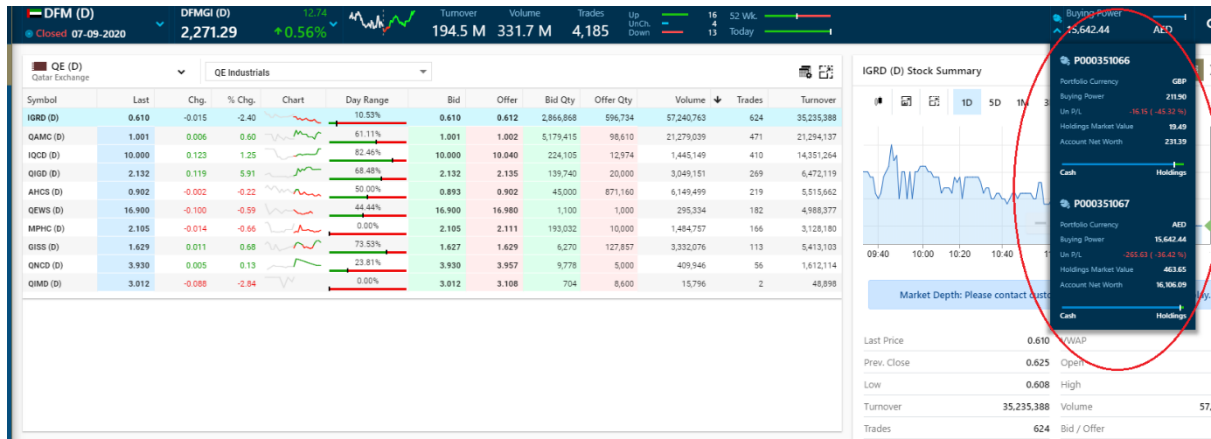 DFM (D) DFMGI (D) 12.74 Turnover Volume Trades Up 16 52 Wk. Buying Power
UnCh. 4
Closed 07-09-2020 2,271.29 0.56% 194.5 M 331.7 M 4,185 Down 13 Today 15,642.44 AED
QE (D) QE Industrials
Qatar Exchange
Symbol Last Chg. % Chg. Chart Day Range Bid Offer Bid Qty Offer Qty Volume Trades Turnover
IGRD (D) 0.610 -0.015 -2.40 10.53% 0.610 0.612 2,866,868 596,734 57,240,763 624 35,235,388
QAMC (D) 1.001 0.006 0.60 61.11% 1.001 1.002 5,179,415 98,610 21,279,039 471 21,294,137
IQCD (D) 10.000 0.123 1.25 82.46% 10.000 10.040 224,105 12,974 1,445,149 410 14,351,264
QIGD (D) 2.132 0.119 5.91 68.48% 2.132 2.135 139,740 20,000 3,049,151 269 6,472,119
AHCS (D) 0.902 -0.002 -0.22 50.00% 0.893 0.902 45,000 871,160 6,149,499 219 5,515,662
QEWS (D) 16.900 -0.100 -0.59 44.44% 16.900 16.980 1,100 1,000 295,334 182 4,988,377
MPHC (D) 2.105 -0.014 -0.66 0.00% 2.105 2.111 193,032 10,000 1,484,757 166 3,128,180
GISS (D) 1.629 0.011 0.68 73.53% 1.627 1.629 6,270 127,857 3,332,076 113 5,413,103
QNCD (D) 3.930 0.005 0.13 23.81% 3.930 3.957 9,778 5,000 409,946 56 1,612,114
QIMD (D) 3.012 -0.088 -2.84 0.00% 3.012 3.108 704 8,600 15,796 2 48,898
IGRD (D) Stock Summary
1D 5D 1M
09:40 10:00 10:20 10:40
Market Depth: Please contact
Last Price 0.610 VWAP
Prev. Close 0.625 Open
Low 0.608 High
Turnover 35,235,388 Volume 57,
Trades 624 Bid / Offer
P000351066
Portfolio Currency GBP
Buying Power 211.90
Un P/L -16.15 ( -45.32 %)
Holdings Market Value 19.49
Account Net Worth 231.39
Cash Holdings
P000351067
Portfolio Currency AED
Buying Power 15,642.44
Un P/L -265.63 ( -36.42 %)
Holdings Market Value 463.65
Account Net Worth 16,106.09
Cash Holdings